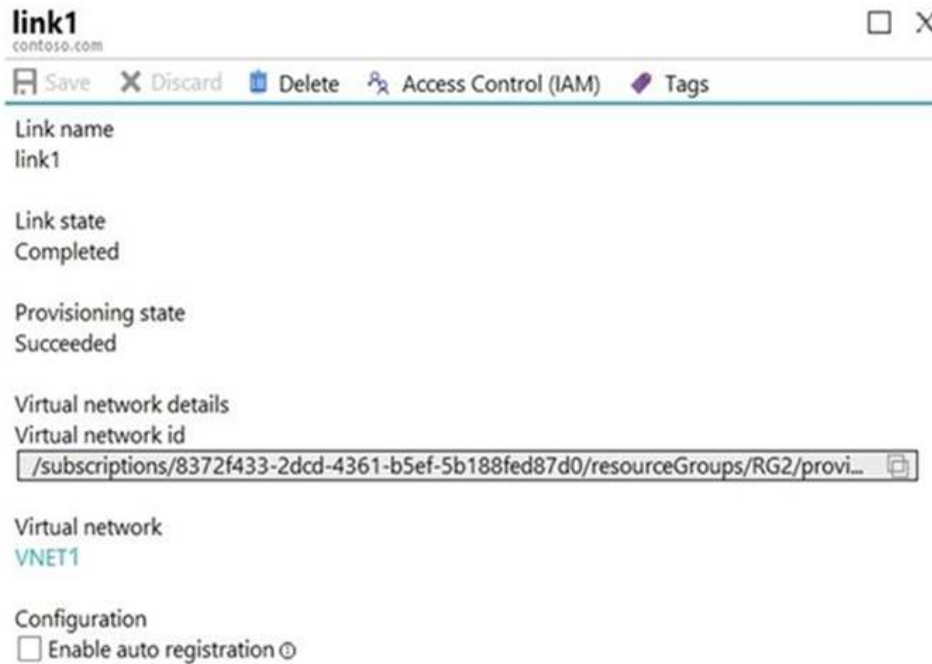 link1
contoso.com
Save Discard Delete Access Control (IAM) Tags
Link name
link1
Link state
Completed
Provisioning state
Succeeded
Virtual network details
Virtual network id
/subscriptions/8372f433-2dcd-4361-b5ef-5b188fed87d0/resourceGroups/RG2/provi...
Virtual network
VNET1
Configuration
Enable auto registration